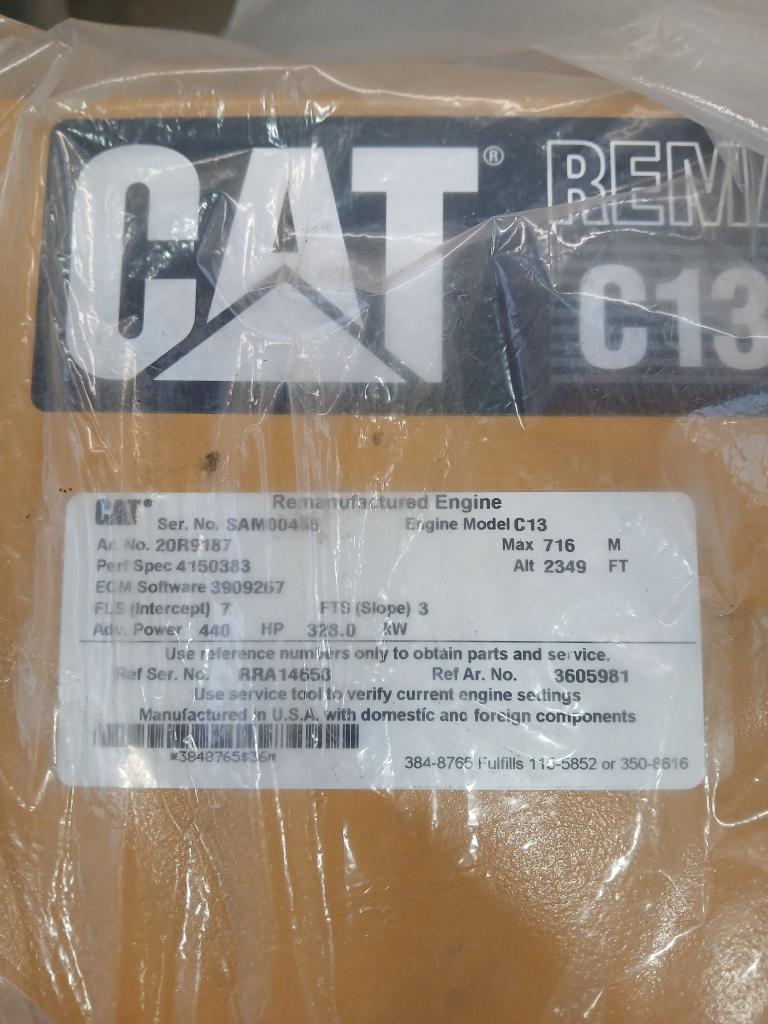 CAT®
C13
CAT® Remanufactured Engine
Ser. No. Engine Model C13
Ar. No. 20R9187 Max 716 M
Perf Spec 4150383 Alt 2349 FT
ECM Software 3909267
FLS (Intercept) 7 FTS (Slope) 3
Adv. Power 440 HP 328.0 kW
Use reference numbers only to obtain parts and service.
Ref Ser. No. RRA14658 Ref Ar. No. 3605981
Use service tool to verify current engine settings
Manufactured in U.S.A. with domestic and foreign components
*3848765$36*
384-8765 Fulfills 115-5852 or 350-8616